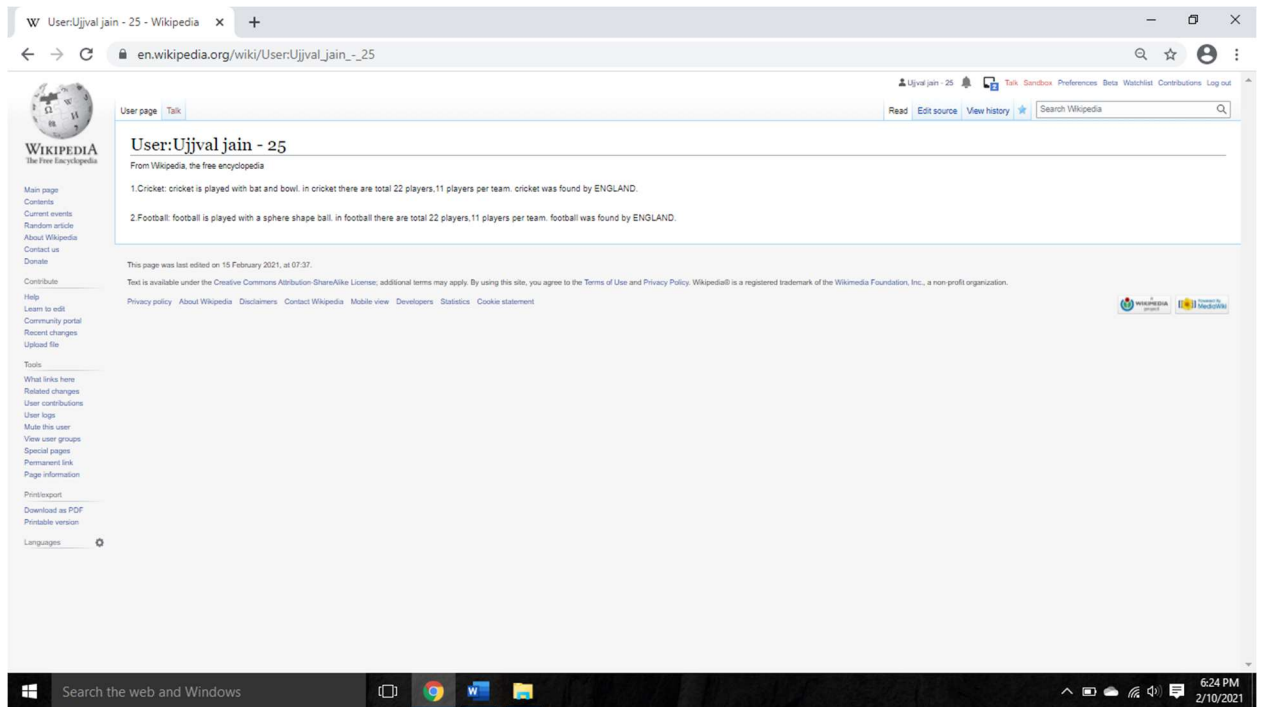 User:Ujjval jain - 25 - Wikipedia
en.wikipedia.org/wiki/User:Ujjval_jain_-_25
Ujjval jain - 25 2 Talk Sandbox Preferences Beta Watchlist Contributions Log out
User page Talk Read Edit source View history Search Wikipedia
WIKIPEDIA
The Free Encyclopedia
User:Ujjval jain - 25
From Wikipedia, the free encyclopedia
1.Cricket: cricket is played with bat and bowl. in cricket there are total 22 players,11 players per team. cricket was found by ENGLAND.
2.Football: football is played with a sphere shape ball. in football there are total 22 players,11 players per team. football was found by ENGLAND.
This page was last edited on 15 February 2021, at 07:37.
Text is available under the Creative Commons Attribution-ShareAlike License; additional terms may apply. By using this site, you agree to the Terms of Use and Privacy Policy. Wikipedia® is a registered trademark of the Wikimedia Foundation, Inc., a non-profit organization.
Privacy policy About Wikipedia Disclaimers Contact Wikipedia Mobile view Developers Statistics Cookie statement
A
WIKIMEDIA
project
Powered By
MediaWiki
Main page
Contents
Current events
Random article
About Wikipedia
Contact us
Donate
Contribute
Help
Learn to edit
Community portal
Recent changes
Upload file
Tools
What links here
Related changes
User contributions
User logs
Mute this user
View user groups
Special pages
Permanent link
Page information
Print/export
Download as PDF
Printable version
Languages
Search the web and Windows
6:24 PM
2/10/2021